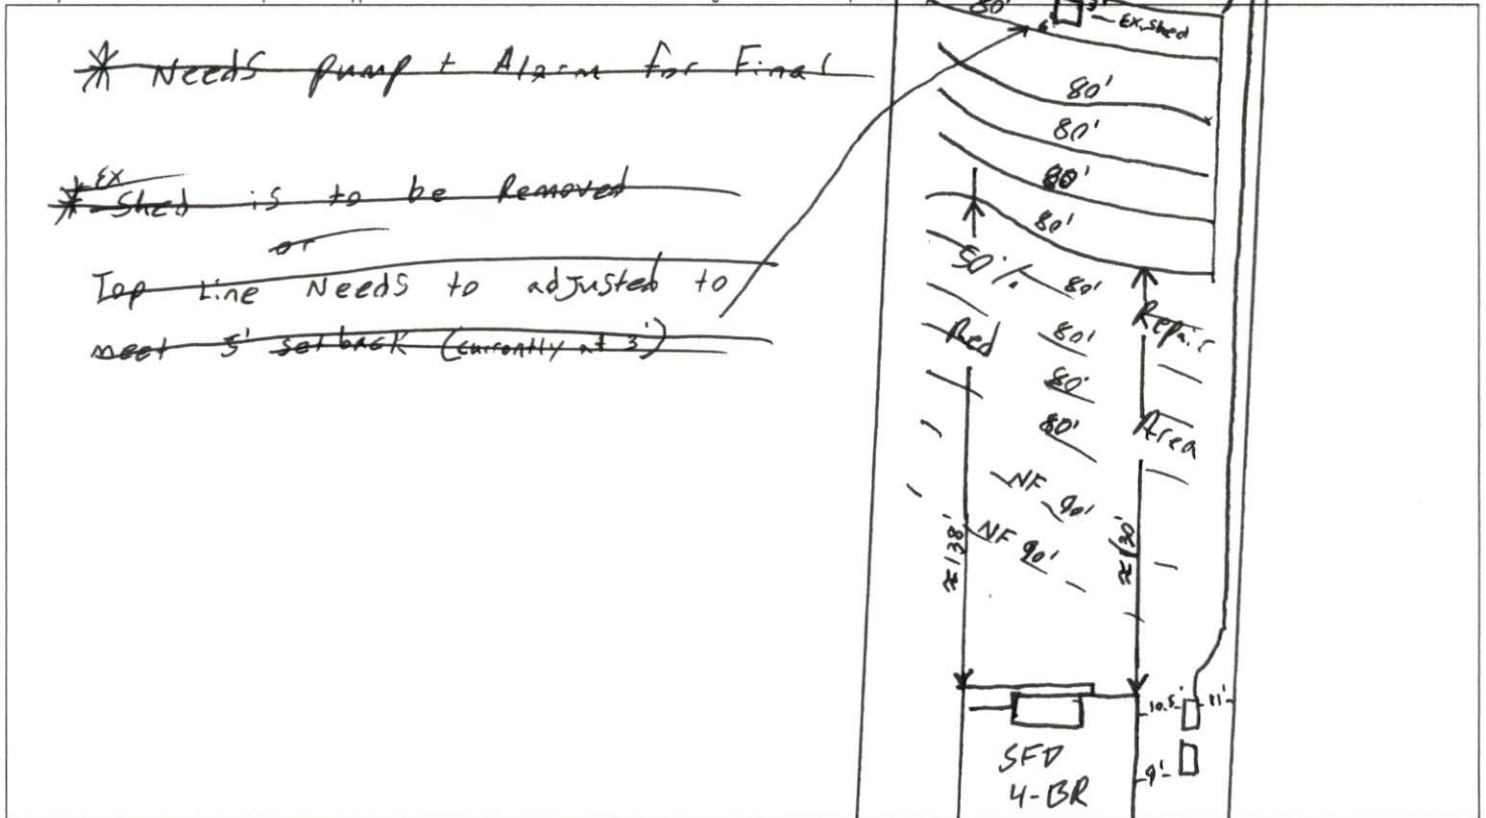 80'
Ex. Shed
* Needs pump + Alarm for Final
80'
80'
* Ex Shed is to be Removed
80'
or
80'
Top Line Needs to adjusted to
50%
80'
meet 5' setback (currently at 3')
Red
80'
Repair
80'
80'
Area
NF 90'
NF 90'
≈138'
≈130'
10.5'
11'
SFD
4-BR
9'